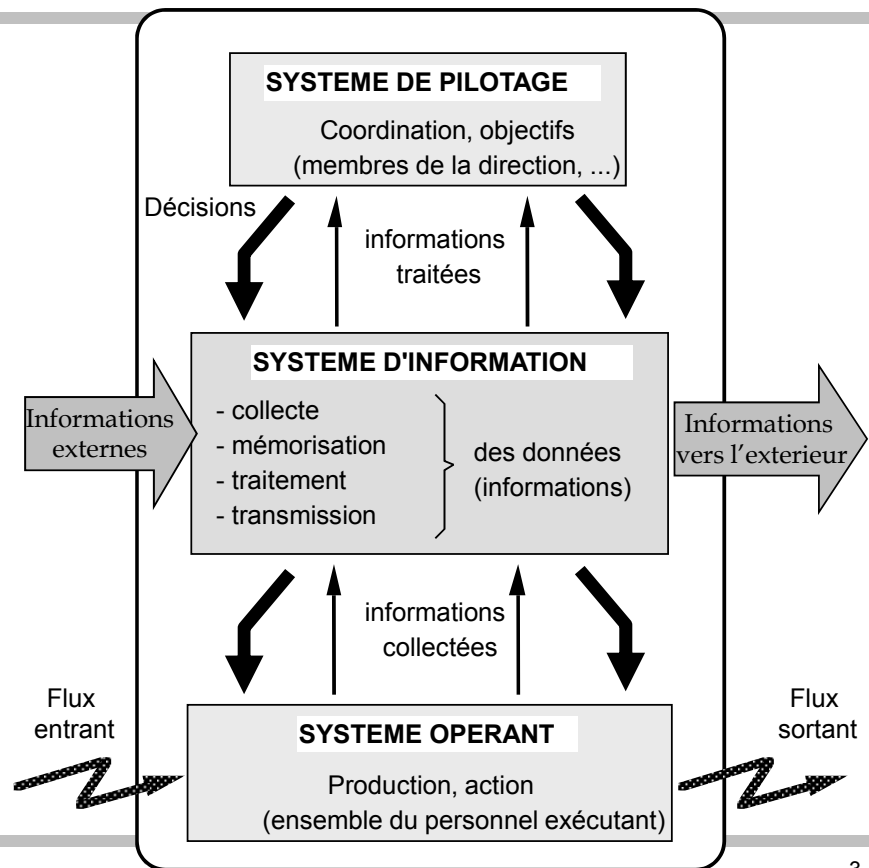 SYSTEME DE PILOTAGE
Coordination, objectifs
(membres de la direction, ...)
Décisions
informations
traitées
SYSTEME D'INFORMATION
Informations
externes
- collecte
- mémorisation
- traitement
- transmission
des données
(informations)
Informations
vers l’exterieur
informations
collectées
Flux
entrant
Flux
sortant
SYSTEME OPERANT
Production, action
(ensemble du personnel exécutant)
3